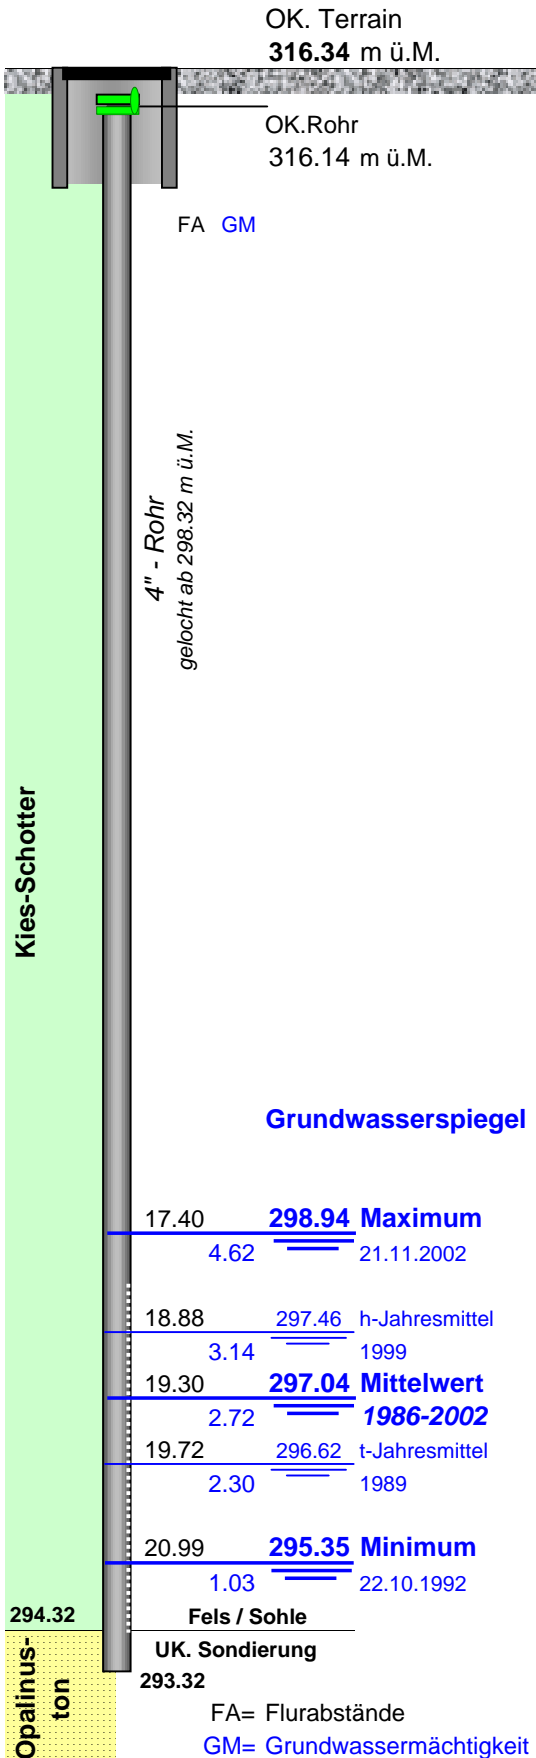 OK. Terrain
316.34 m ü.M.
OK.Rohr
316.14 m ü.M.
FA GM
4" - Rohr
gelocht ab 298.32 m ü.M.
Kies-Schotter
Grundwasserspiegel
17.40 298.94 Maximum
4.62 21.11.2002
18.88 297.46 h-Jahresmittel
3.14 1999
19.30 297.04 Mittelwert
2.72 1986-2002
19.72 296.62 t-Jahresmittel
2.30 1989
20.99 295.35 Minimum
1.03 22.10.1992
294.32 Fels / Sohle
UK. Sondierung
293.32
Opalinus-
ton
FA= Flurabstände
GM= Grundwassermächtigkeit